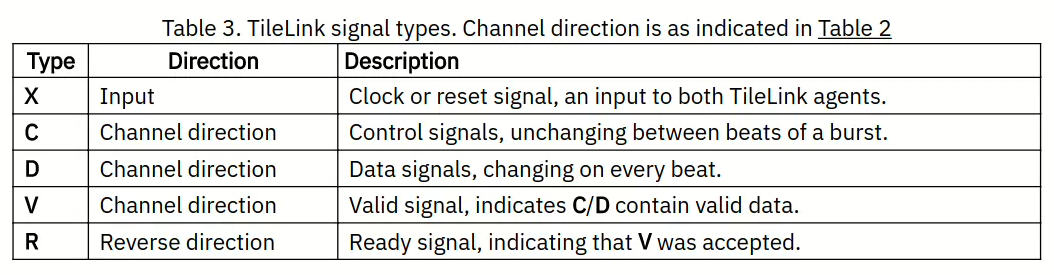 Table 3. TileLink signal types. Channel direction is as indicated in Table 2
Type Direction Description
X Input Clock or reset signal, an input to both TileLink agents.
C Channel direction Control signals, unchanging between beats of a burst.
D Channel direction Data signals, changing on every beat.
V Channel direction Valid signal, indicates C/D contain valid data.
R Reverse direction Ready signal, indicating that V was accepted.